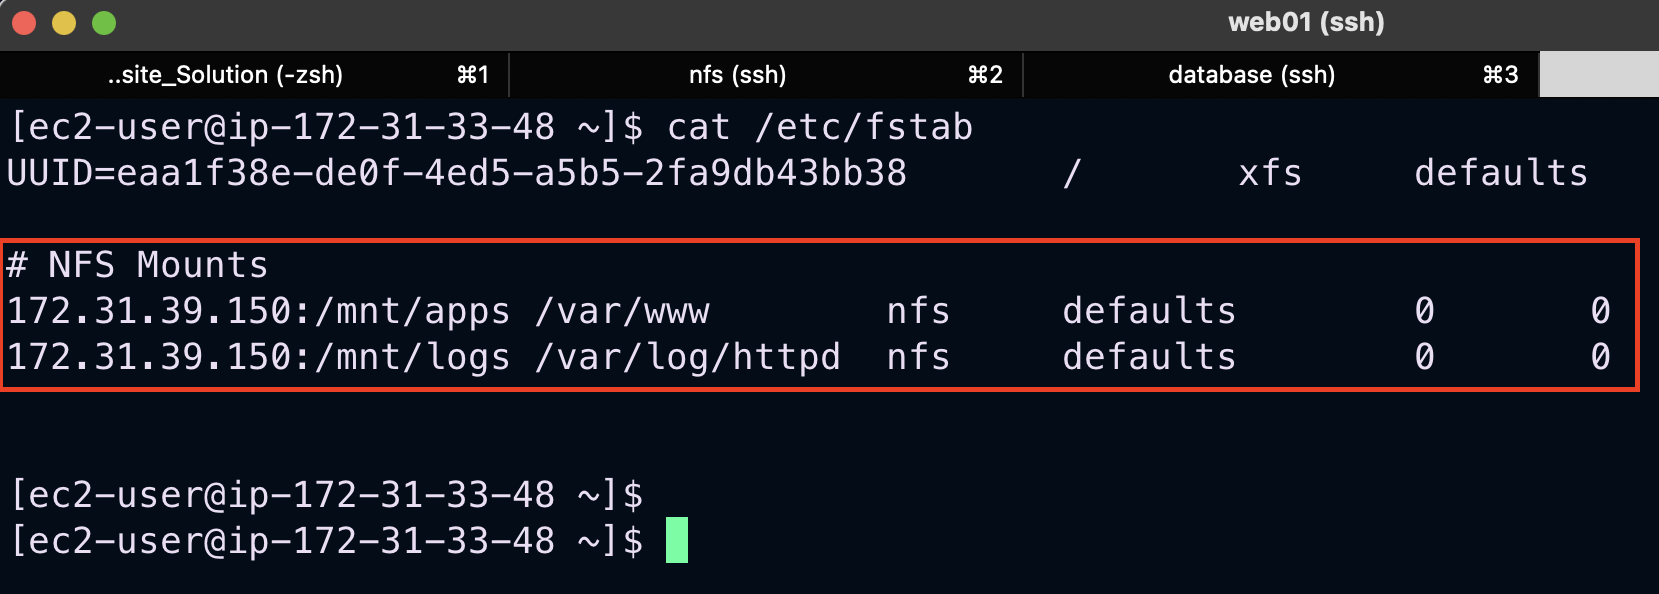 web01 (ssh)
..site_Solution (-zsh) ⌘1 nfs (ssh) ⌘2 database (ssh) ⌘3
[ec2-user@ip-172-31-33-48 ~]$ cat /etc/fstab
UUID=eaa1f38e-de0f-4ed5-a5b5-2fa9db43bb38 / xfs defaults
# NFS Mounts
172.31.39.150:/mnt/apps /var/www nfs defaults 0 0
172.31.39.150:/mnt/logs /var/log/httpd nfs defaults 0 0
[ec2-user@ip-172-31-33-48 ~]$
[ec2-user@ip-172-31-33-48 ~]$